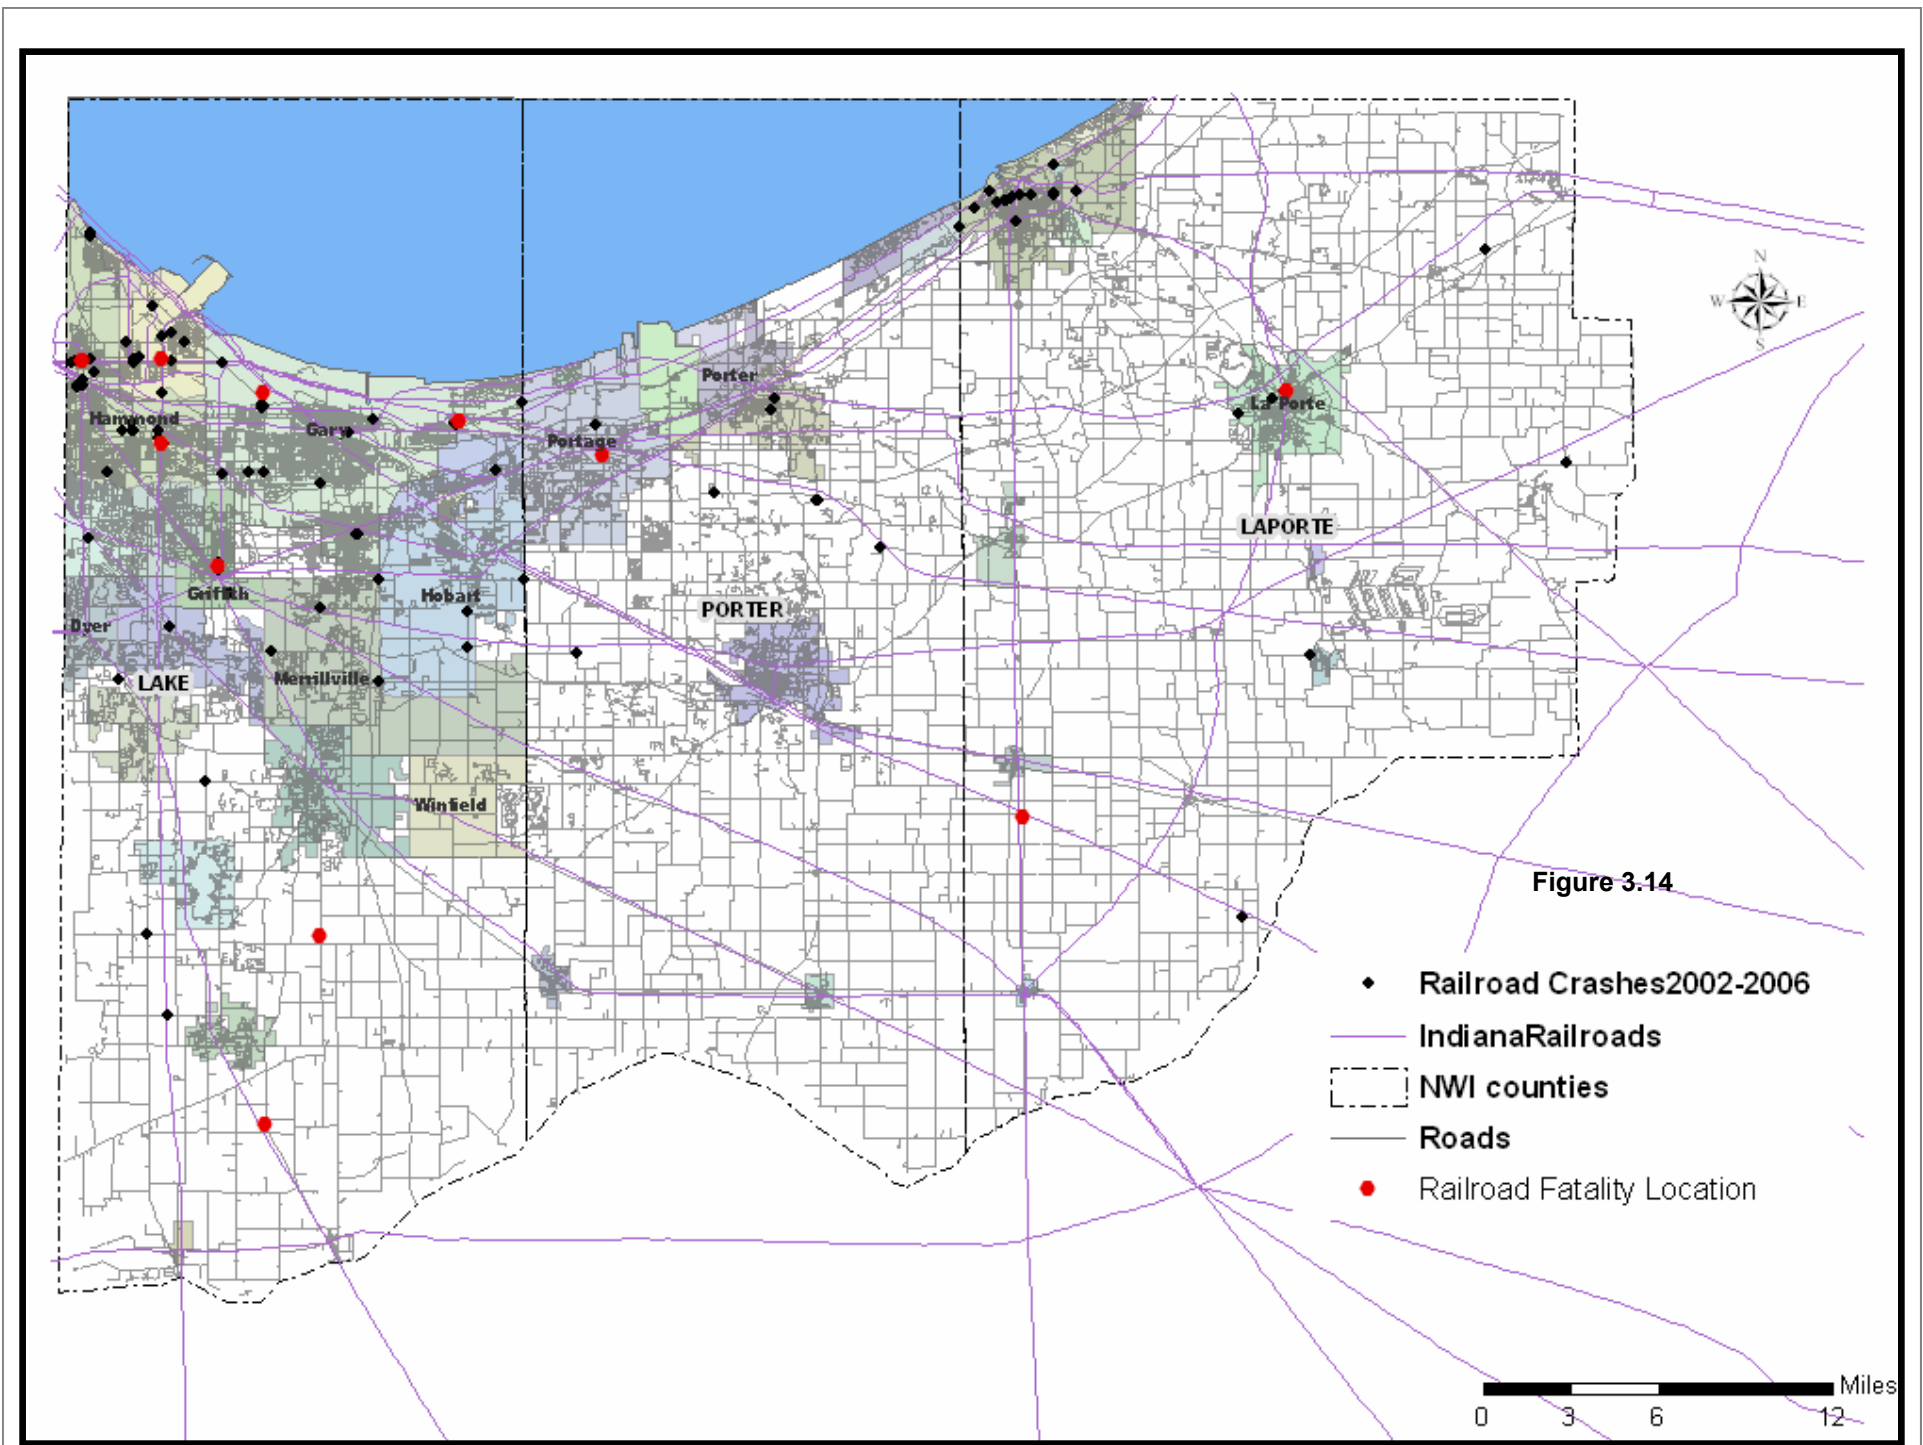 N
W E
S
Porter
Hammond
Gary
La Porte
Portage
LAPORTE
Griffith
Hobart
PORTER
Dyer
Merrillville
LAKE
Winfield
Figure 3.14
Railroad Crashes2002-2006
IndianaRailroads
NWI counties
Roads
Railroad Fatality Location
Miles
0 3 6 12